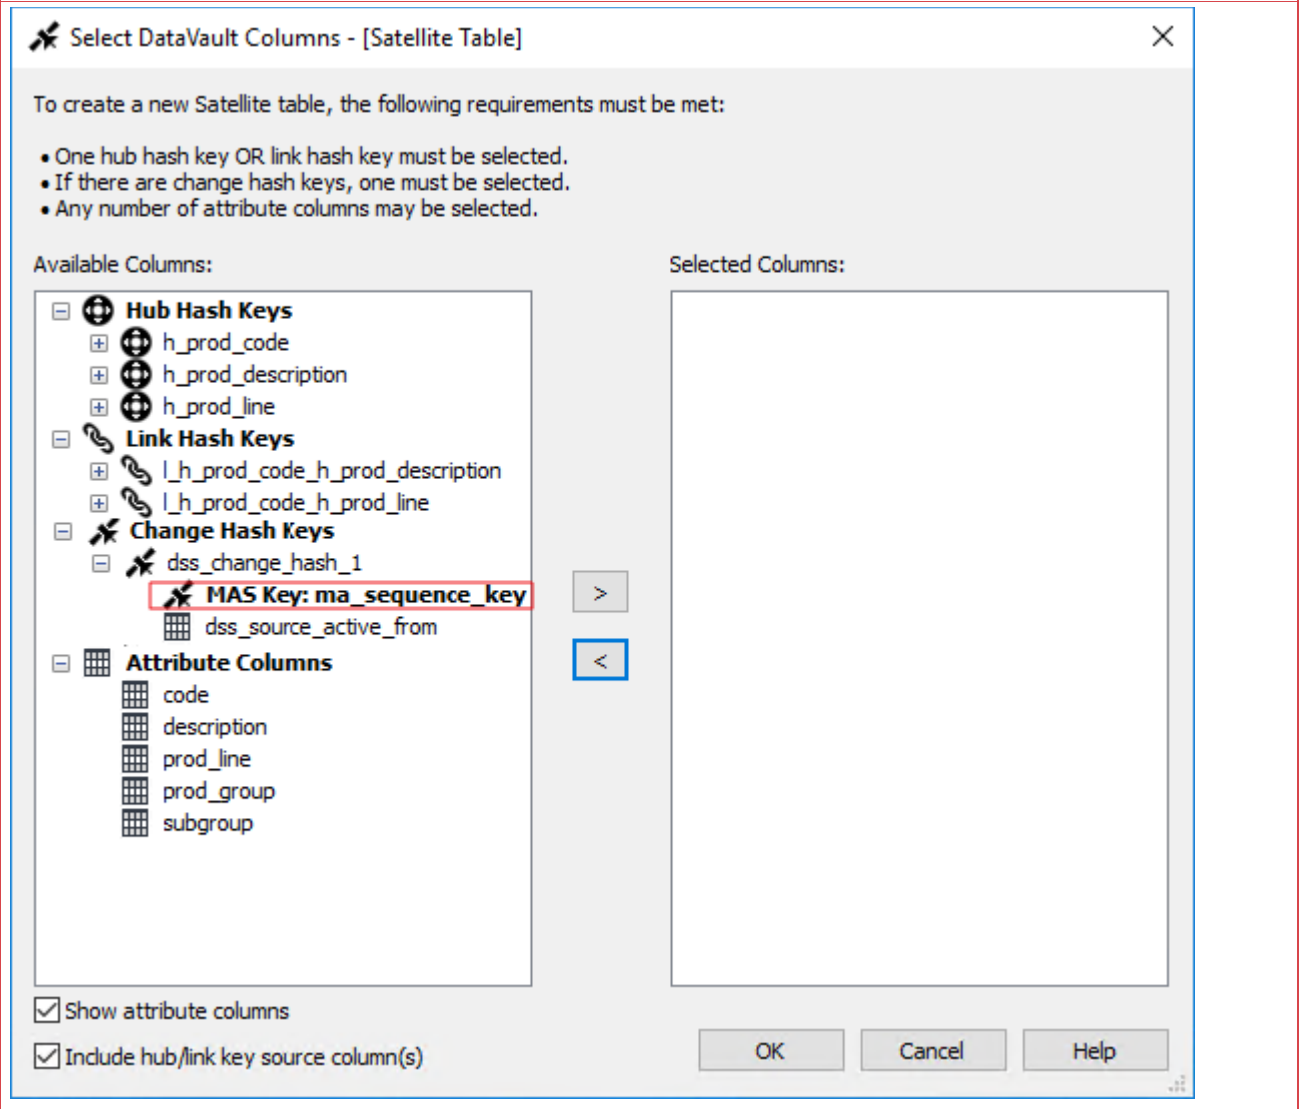 Select DataVault Columns - [Satellite Table]
To create a new Satellite table, the following requirements must be met:
• One hub hash key OR link hash key must be selected.
• If there are change hash keys, one must be selected.
• Any number of attribute columns may be selected.
Available Columns:
Selected Columns:
Hub Hash Keys
h_prod_code
h_prod_description
h_prod_line
Link Hash Keys
l_h_prod_code_h_prod_description
l_h_prod_code_h_prod_line
Change Hash Keys
dss_change_hash_1
MAS Key: ma_sequence_key
dss_source_active_from
Attribute Columns
code
description
prod_line
prod_group
subgroup
>
<
Show attribute columns
Include hub/link key source column(s)
OK
Cancel
Help